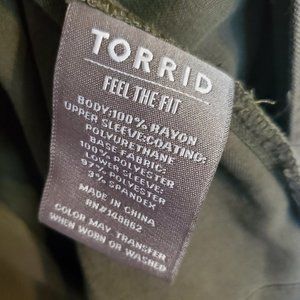 TORRID
FEEL THE FIT
BODY:100% RAYON
UPPER SLEEVE:COATING:
POLYURETHANE
BASE FABRIC:
100% POLYESTER
LOWER SLEEVE:
97% POLYESTER
3% SPANDEX
MADE IN CHINA
RN#148862
COLOR MAY TRANSFER
WHEN WORN OR WASHED